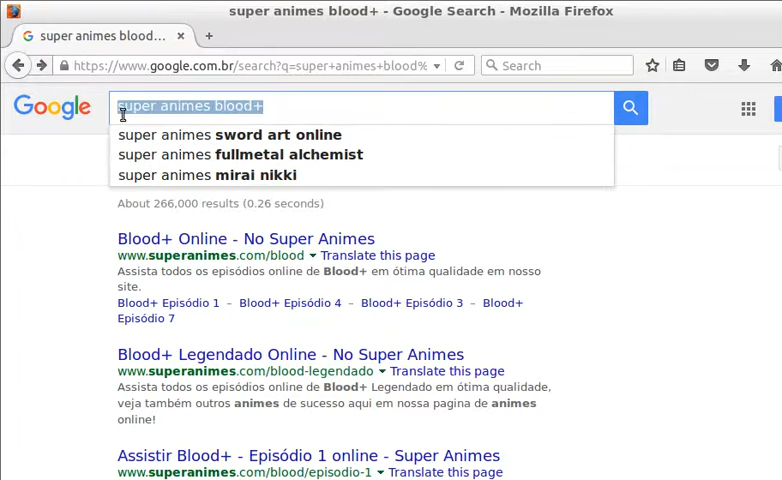 super animes blood+ - Google Search - Mozilla Firefox
super animes blood... × +
https://www.google.com.br/search?q=super+animes+blood% Search
Google super animes blood+
super animes sword art online
super animes fullmetal alchemist
super animes mirai nikki
About 266,000 results (0.26 seconds)
Blood+ Online - No Super Animes
www.superanimes.com/blood Translate this page
Assista todos os episódios online de Blood+ em ótima qualidade em nosso
site.
Blood+ Episódio 1 - Blood+ Episódio 4 - Blood+ Episódio 3 - Blood+
Episódio 7
Blood+ Legendado Online - No Super Animes
www.superanimes.com/blood-legendado Translate this page
Assista todos os episódios online de Blood+ Legendado em ótima qualidade,
veja também outros animes de sucesso aqui em nossa pagina de animes
online!
Assistir Blood+ - Episódio 1 online - Super Animes
www.superanimes.com/blood/episodio-1 Translate this page